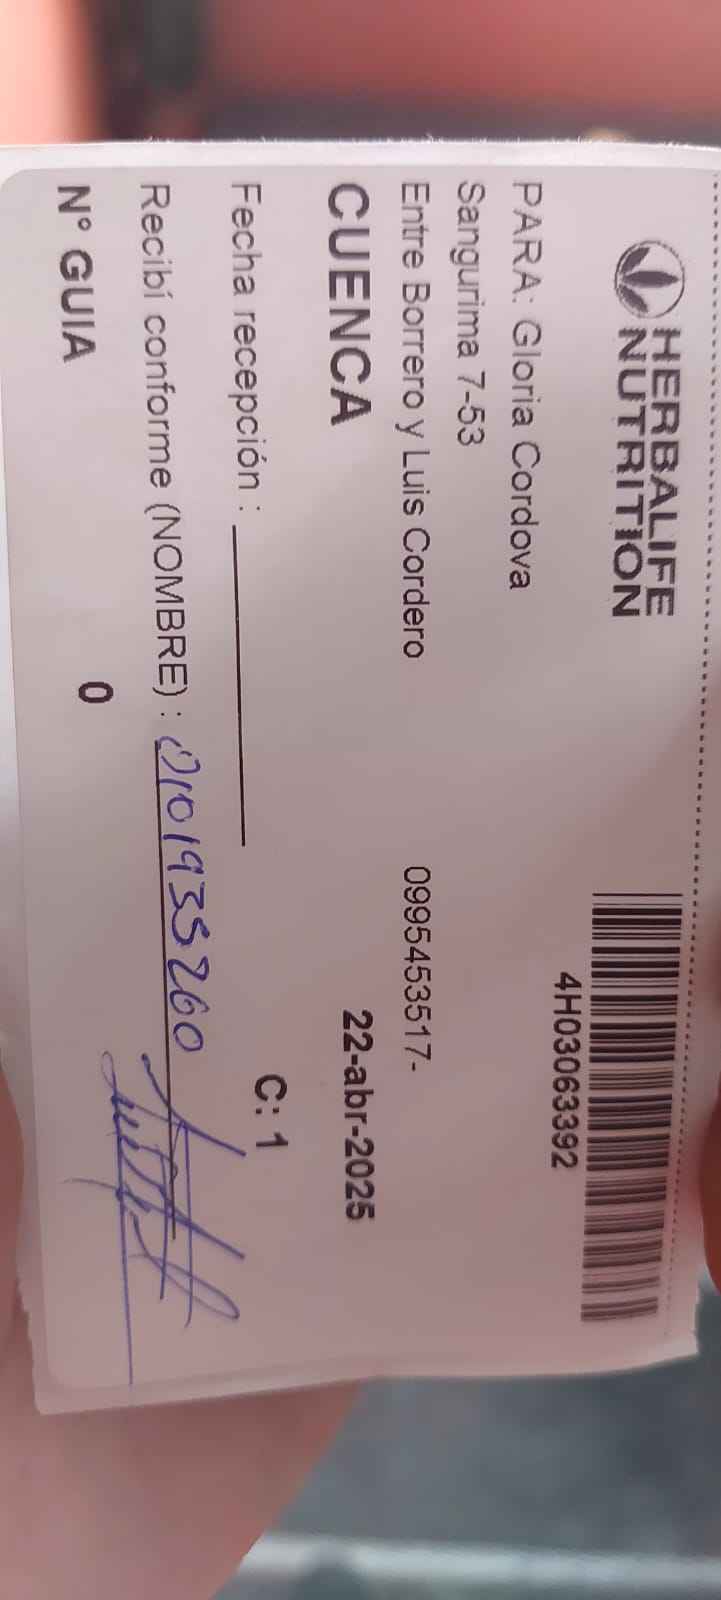 HERBALIFE
NUTRITION
4H03063392
PARA: Gloria Cordova
Sangurima 7-53
Entre Borrero y Luis Cordero 0995453517-
CUENCA 22-abr-2025
Fecha recepción :
C: 1
Recibí conforme (NOMBRE) : 0101935260
Nº GUIA 0